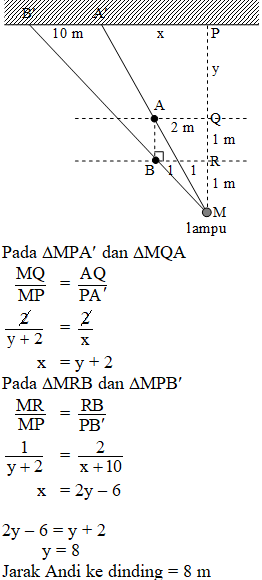 B' A' x P
10 m
y
A Q
2 m
1 m
B 1 1 R
1 m
M
lampu
Pada ΔMPA′ dan ΔMQA
MQ/MP = AQ/PA′
2/(y + 2) = 2/x
x = y + 2
Pada ΔMRB dan ΔMPB′
MR/MP = RB/PB′
1/(y + 2) = 2/(x + 10)
x = 2y – 6
2y – 6 = y + 2
y = 8
Jarak Andi ke dinding = 8 m